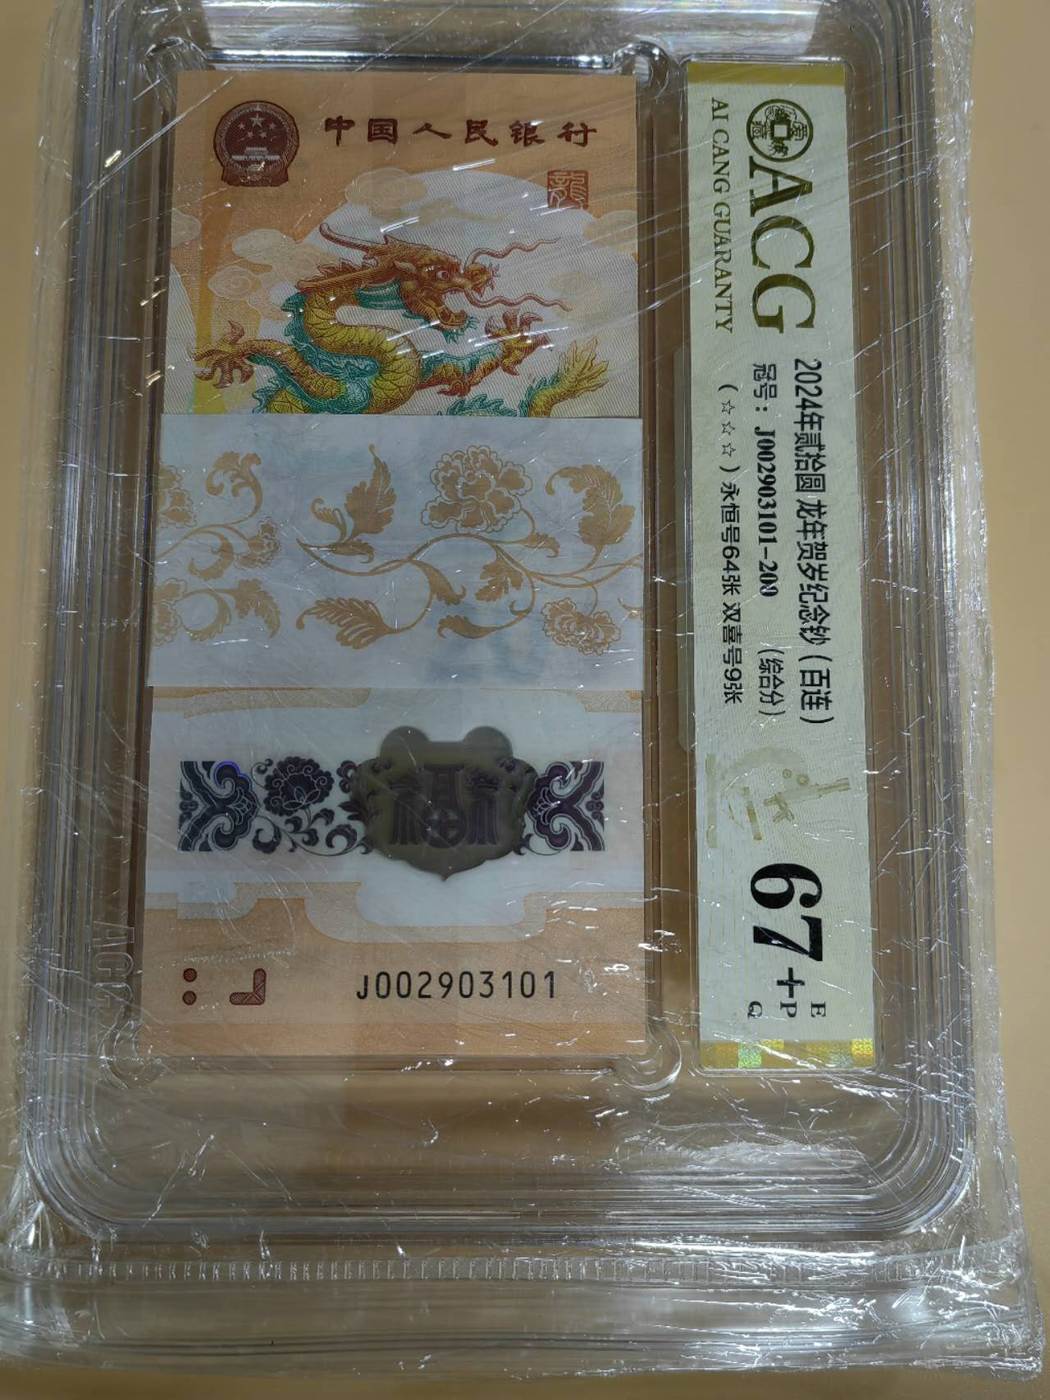 中国人民银行
龍
J002903101
ACG
AI CANG GUARANTY
2024年贰拾圆 龙年贺岁纪念钞（百连）
冠号：J002903101-200 （综合分）
（☆☆☆）永恒号64张 双喜号9张
67+
E
P
Q